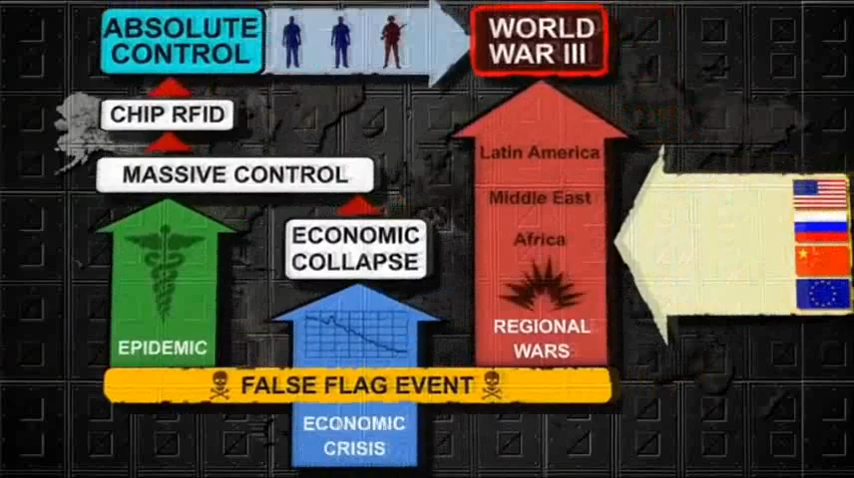 ABSOLUTE
CONTROL
WORLD
WAR III
CHIP RFID
MASSIVE CONTROL
Latin America
Middle East
Africa
ECONOMIC
COLLAPSE
EPIDEMIC
REGIONAL
WARS
FALSE FLAG EVENT
ECONOMIC
CRISIS